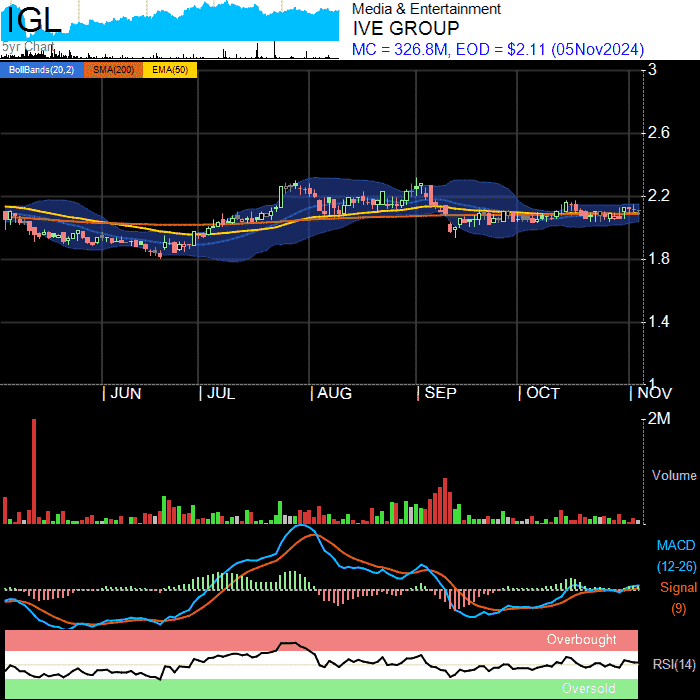 IGL
5yr Chart
Media & Entertainment
IVE GROUP
MC = 326.8M, EOD = $2.11 (05Nov2024)
BollBands(20,2) SMA(200) EMA(50)
3
2.6
2.2
1.8
1.4
1
JUN JUL AUG SEP OCT NOV
2M
Volume
MACD
(12-26)
Signal
(9)
Overbought
RSI(14)
Oversold